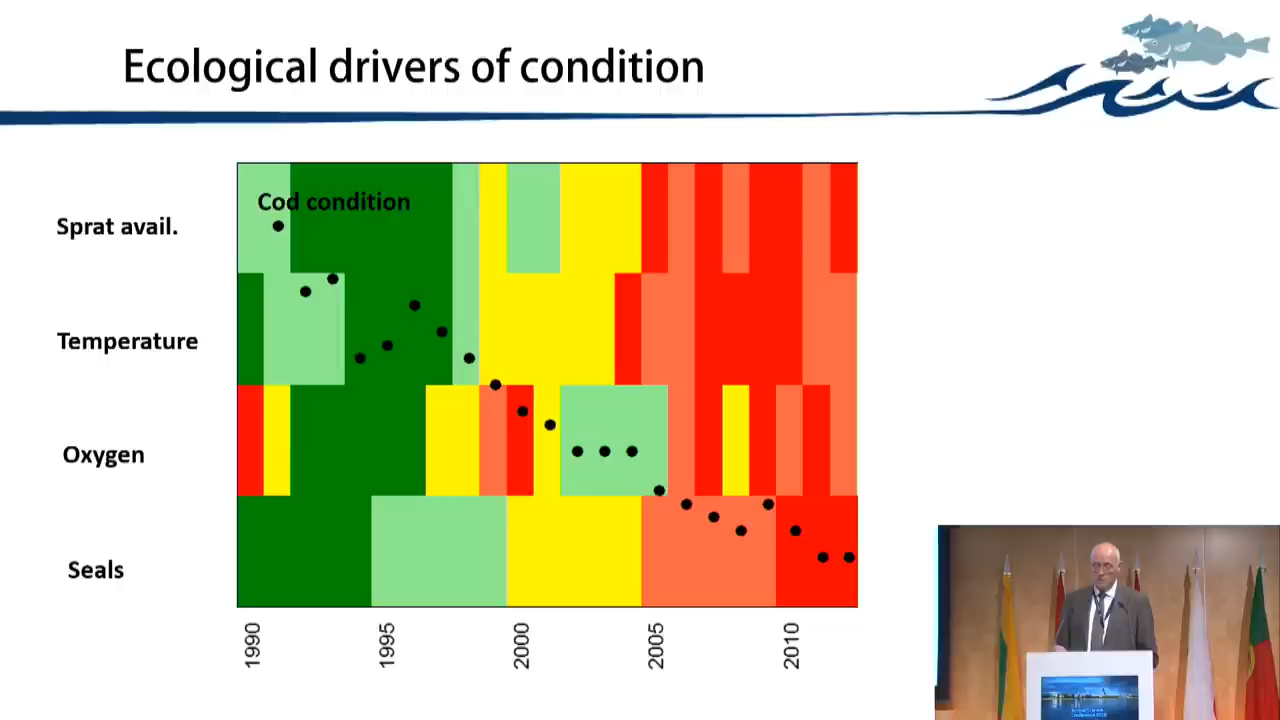 Ecological drivers of condition
Cod condition
Sprat avail.
Temperature
Oxygen
Seals
1990
1995
2000
2005
2010